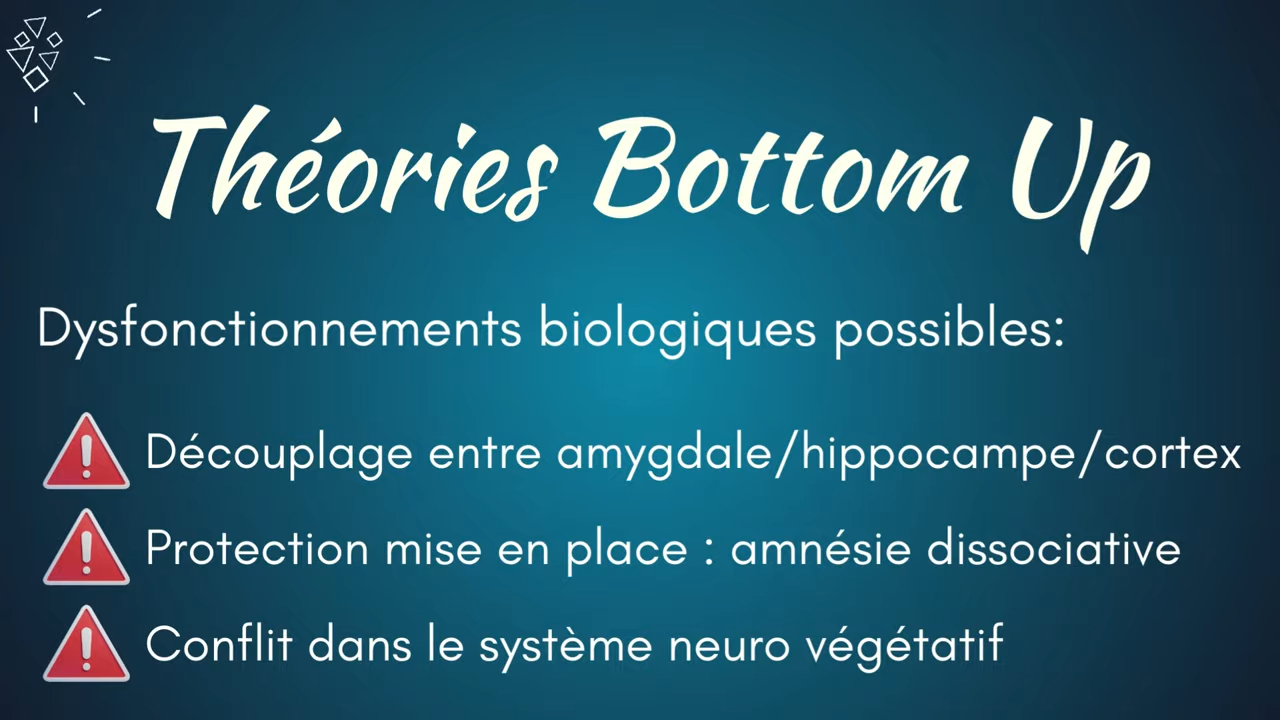 Théories Bottom Up
Dysfonctionnements biologiques possibles:
Découplage entre amygdale/hippocampe/cortex
Protection mise en place : amnésie dissociative
Conflit dans le système neuro végétatif